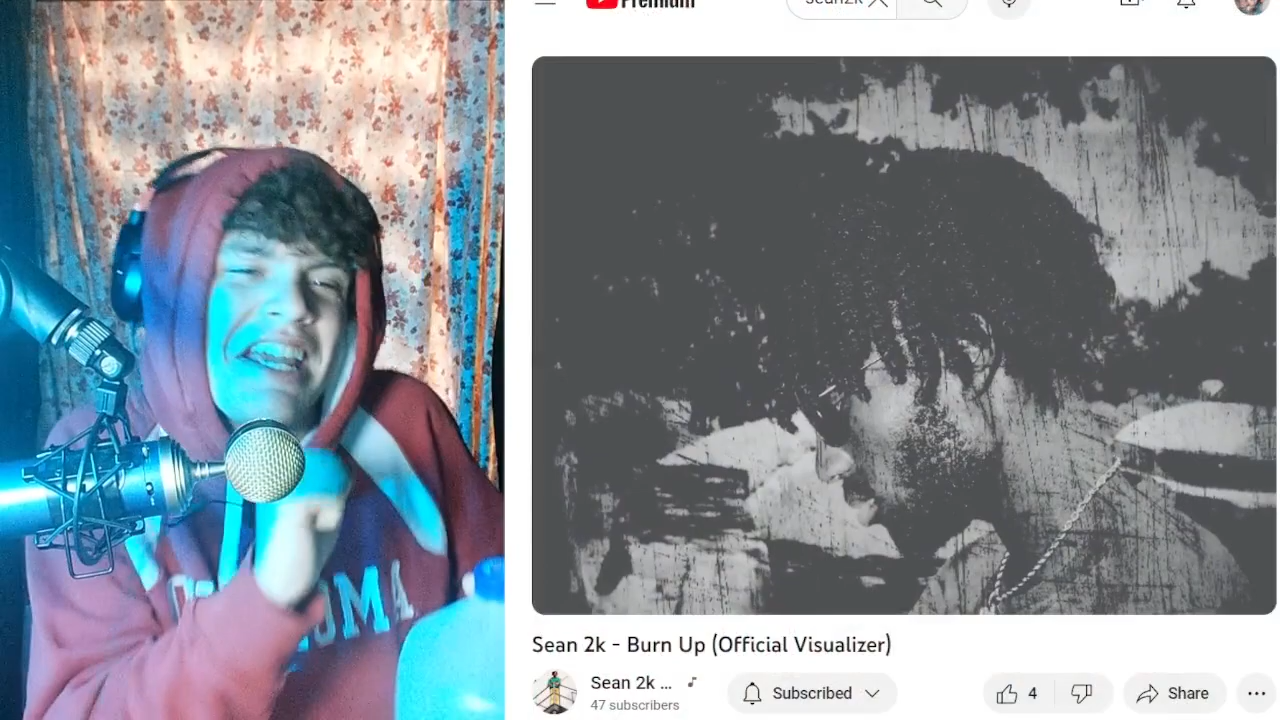 Premium
Sean 2k - Burn Up (Official Visualizer)
Sean 2k ...
47 subscribers
Subscribed
4
Share